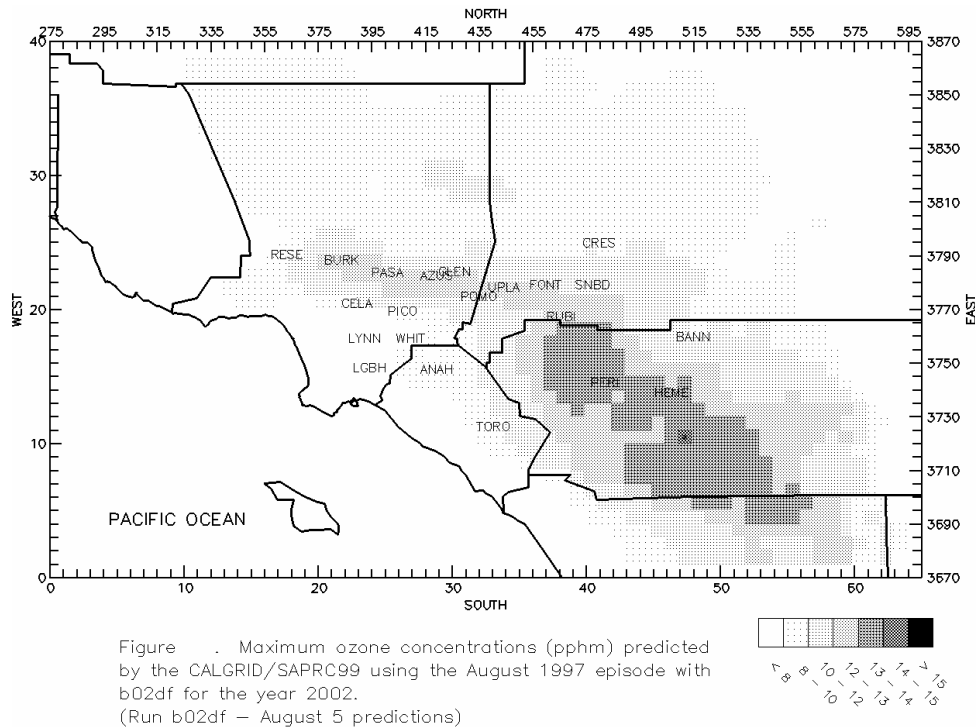 NORTH
275 295 315 335 355 375 395 415 435 455 475 495 515 535 555 575 595
40 3870
3850
3830
30
3810
CRES
RESE BURK 3790
PASA AZUS GLEN
UPLA FONT SNBD
POMO
CELA PICO 3770
20
RUBI
WEST EAST
LYNN WHIT BANN
LGBH ANAH 3750
PERI HEME
TORO 3730
10
3710
PACIFIC OCEAN 3690
0 3670
0 10 20 30 40 50 60
SOUTH
Figure . Maximum ozone concentrations (pphm) predicted
by the CALGRID/SAPRC99 using the August 1997 episode with
b02df for the year 2002.
(Run b02df – August 5 predictions)
< 8
8 – 10
10 – 12
12 – 13
13 – 14
14 – 15
> 15